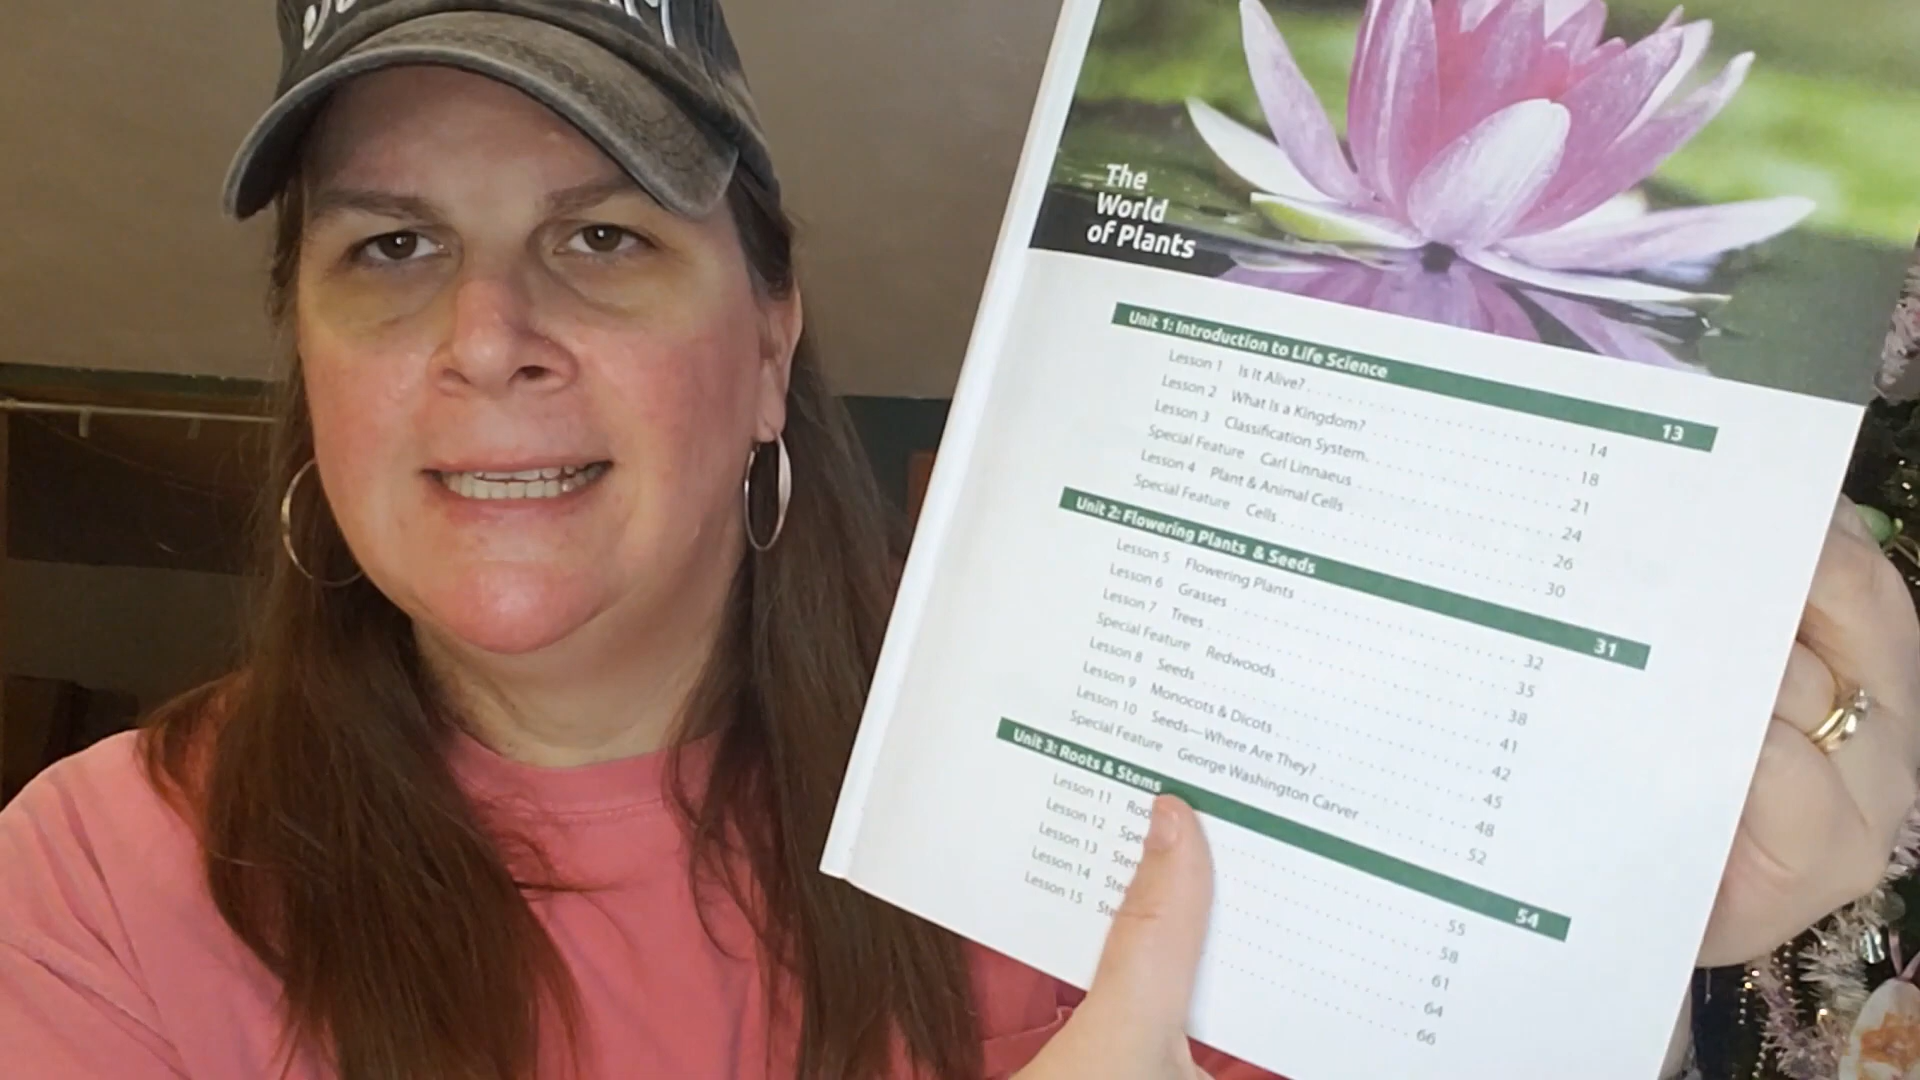 The
World
of Plants
Unit 1: Introduction to Life Science 13
Lesson 1 Is It Alive? 14
Lesson 2 What Is a Kingdom? 18
Lesson 3 Classification System 21
Special Feature Carl Linnaeus 24
Lesson 4 Plant & Animal Cells 26
Special Feature Cells 30
Unit 2: Flowering Plants & Seeds 31
Lesson 5 Flowering Plants 32
Lesson 6 Grasses 35
Lesson 7 Trees 38
Special Feature Redwoods 41
Lesson 8 Seeds 42
Lesson 9 Monocots & Dicots 45
Lesson 10 Seeds—Where Are They? 48
Special Feature George Washington Carver 52
Unit 3: Roots & Stems 54
Lesson 11 55
Lesson 12 58
Lesson 13 61
Lesson 14 64
Lesson 15 66